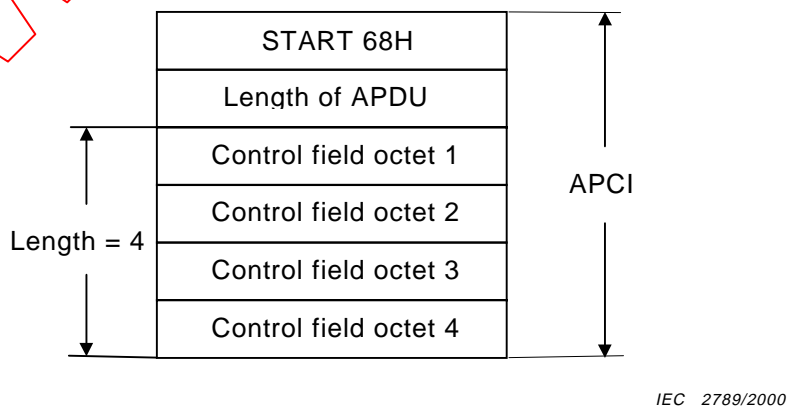 START 68H
Length of APDU
Control field octet 1
Control field octet 2
APCI
Length = 4
Control field octet 3
Control field octet 4
IEC 2789/2000